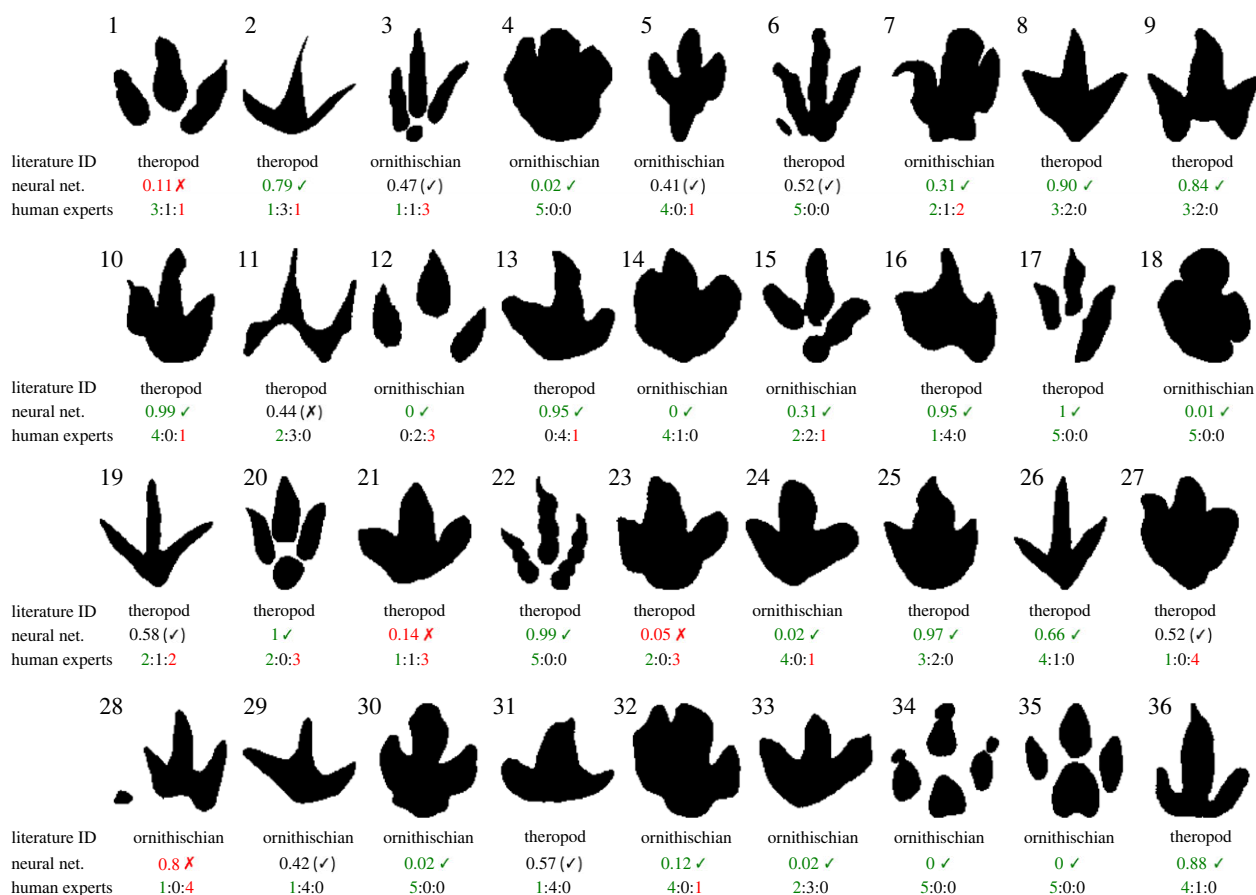 1 2 3 4 5 6 7 8 9
literature ID theropod theropod ornithischian ornithischian ornithischian theropod ornithischian theropod theropod
neural net. 0.11 ✗ 0.79 ✓ 0.47 (✓) 0.02 ✓ 0.41 (✓) 0.52 (✓) 0.31 ✓ 0.90 ✓ 0.84 ✓
human experts 3:1:1 1:3:1 1:1:3 5:0:0 4:0:1 5:0:0 2:1:2 3:2:0 3:2:0
10 11 12 13 14 15 16 17 18
literature ID theropod theropod ornithischian theropod ornithischian ornithischian theropod theropod ornithischian
neural net. 0.99 ✓ 0.44 (✗) 0 ✓ 0.95 ✓ 0 ✓ 0.31 ✓ 0.95 ✓ 1 ✓ 0.01 ✓
human experts 4:0:1 2:3:0 0:2:3 0:4:1 4:1:0 2:2:1 1:4:0 5:0:0 5:0:0
19 20 21 22 23 24 25 26 27
literature ID theropod theropod theropod theropod theropod ornithischian theropod theropod theropod
neural net. 0.58 (✓) 1 ✓ 0.14 ✗ 0.99 ✓ 0.05 ✗ 0.02 ✓ 0.97 ✓ 0.66 ✓ 0.52 (✓)
human experts 2:1:2 2:0:3 1:1:3 5:0:0 2:0:3 4:0:1 3:2:0 4:1:0 1:0:4
28 29 30 31 32 33 34 35 36
literature ID ornithischian ornithischian ornithischian theropod ornithischian ornithischian ornithischian ornithischian theropod
neural net. 0.8 ✗ 0.42 (✓) 0.02 ✓ 0.57 (✓) 0.12 ✓ 0.02 ✓ 0 ✓ 0 ✓ 0.88 ✓
human experts 1:0:4 1:4:0 5:0:0 1:4:0 4:0:1 2:3:0 5:0:0 5:0:0 4:1:0